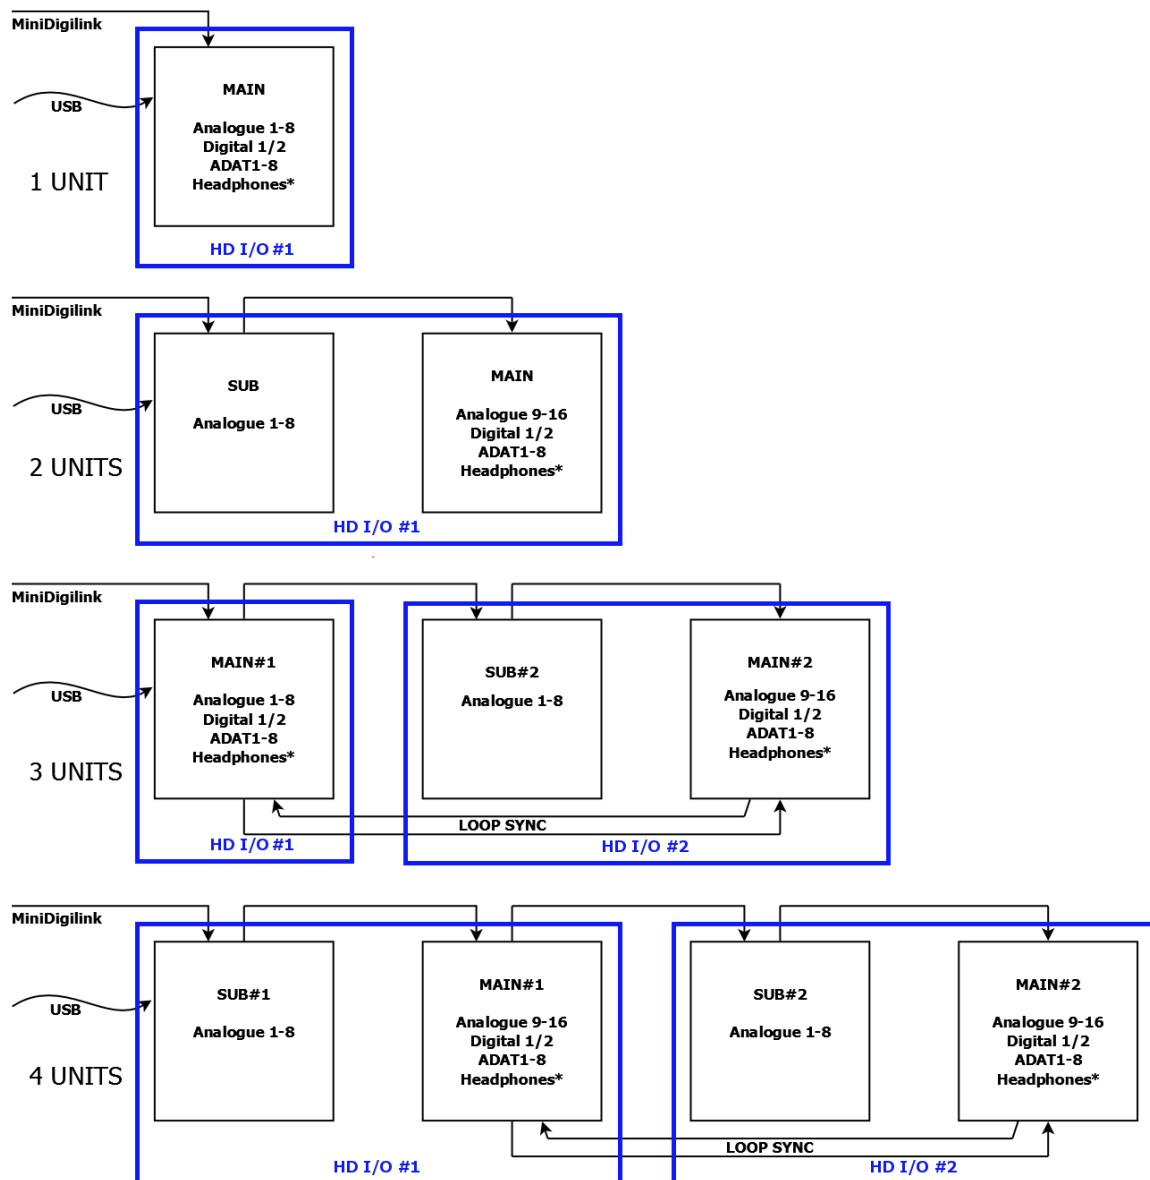 MiniDigilink
USB
1 UNIT
MAIN
Analogue 1-8
Digital 1/2
ADAT1-8
Headphones*
HD I/O #1
MiniDigilink
USB
2 UNITS
SUB
Analogue 1-8
MAIN
Analogue 9-16
Digital 1/2
ADAT1-8
Headphones*
HD I/O #1
MiniDigilink
USB
3 UNITS
MAIN#1
Analogue 1-8
Digital 1/2
ADAT1-8
Headphones*
HD I/O #1
SUB#2
Analogue 1-8
MAIN#2
Analogue 9-16
Digital 1/2
ADAT1-8
Headphones*
LOOP SYNC
HD I/O #2
MiniDigilink
USB
4 UNITS
SUB#1
Analogue 1-8
MAIN#1
Analogue 9-16
Digital 1/2
ADAT1-8
Headphones*
HD I/O #1
SUB#2
Analogue 1-8
MAIN#2
Analogue 9-16
Digital 1/2
ADAT1-8
Headphones*
LOOP SYNC
HD I/O #2